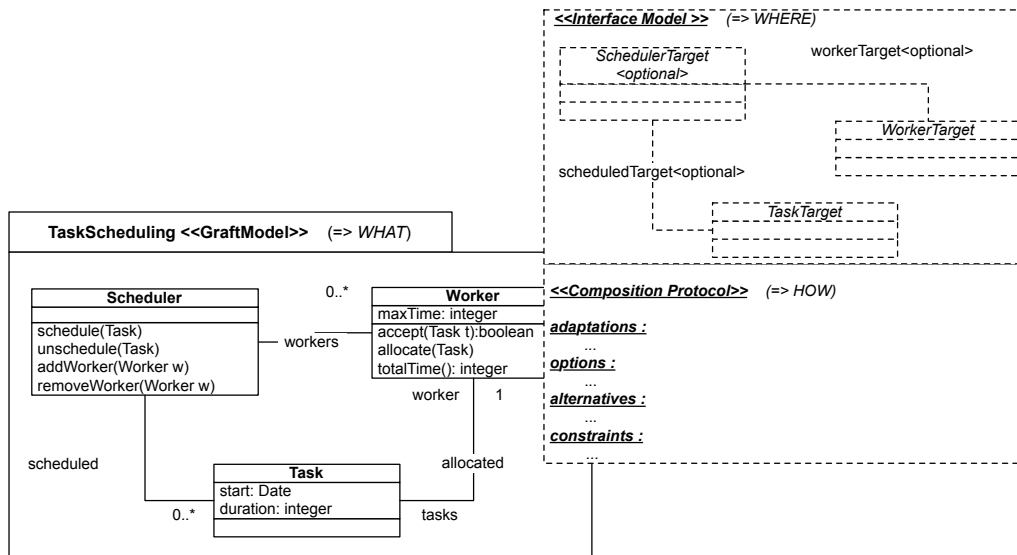 <<Interface Model >> (=> WHERE)
SchedulerTarget
<optional>
workerTarget<optional>
WorkerTarget
scheduledTarget<optional>
TaskTarget
TaskScheduling <<GraftModel>> (=> WHAT)
Scheduler
schedule(Task)
unschedule(Task)
addWorker(Worker w)
removeWorker(Worker w)
0..*
workers
Worker
maxTime: integer
accept(Task t):boolean
allocate(Task)
totalTime(): integer
worker 1
scheduled
allocated
Task
start: Date
duration: integer
0..*
tasks
<<Composition Protocol>> (=> HOW)
adaptations :
...
options :
...
alternatives :
...
constraints :
...